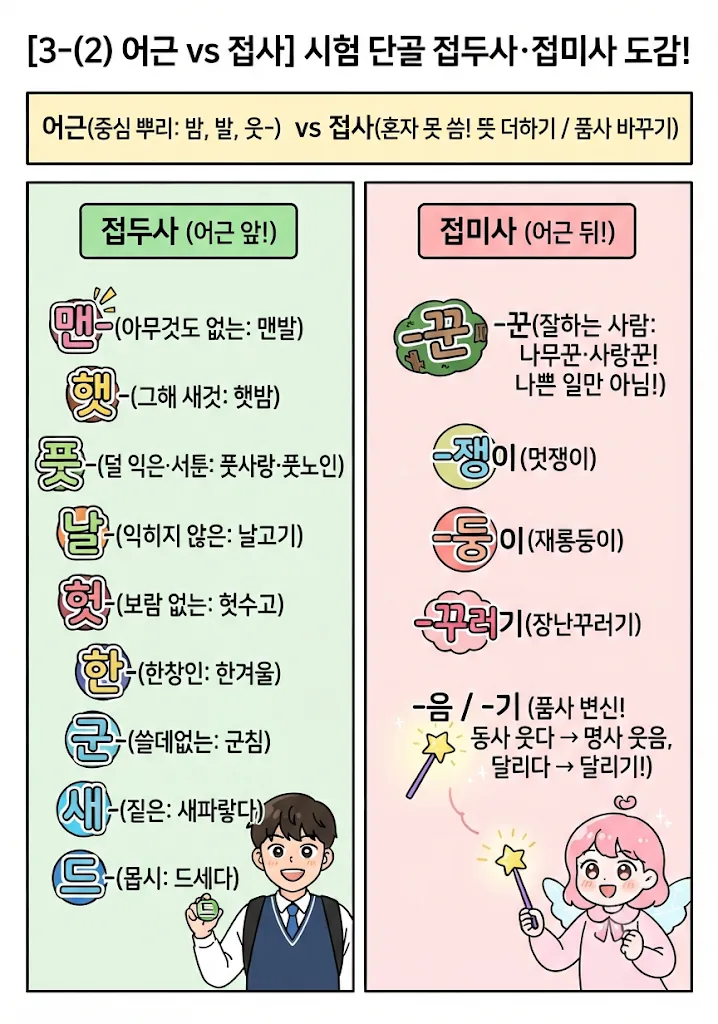 [3-(2) 어근 vs 접사] 시험 단골 접두사·접미사 도감!
어근(중심 뿌리: 밤, 발, 웃-) vs 접사(혼자 못 씀! 뜻 더하기 / 품사 바꾸기)
접두사 (어근 앞!)
맨-(아무것도 없는: 맨발)
햇-(그해 새것: 햇밤)
풋-(덜 익은·서툰: 풋사랑·풋노인)
날-(익히지 않은: 날고기)
헛-(보람 없는: 헛수고)
한-(한창인: 한겨울)
군-(쓸데없는: 군침)
새-(짙은: 새파랗다)
드-(몹시: 드세다)
드
접미사 (어근 뒤!)
-꾼 -꾼(잘하는 사람:
나무꾼·사랑꾼!
나쁜 일만 아님!)
-쟁이(멋쟁이)
-둥이(재롱둥이)
-꾸러기(장난꾸러기)
-음 / -기 (품사 변신!
동사 웃다 → 명사 웃음,
달리다 → 달리기!)